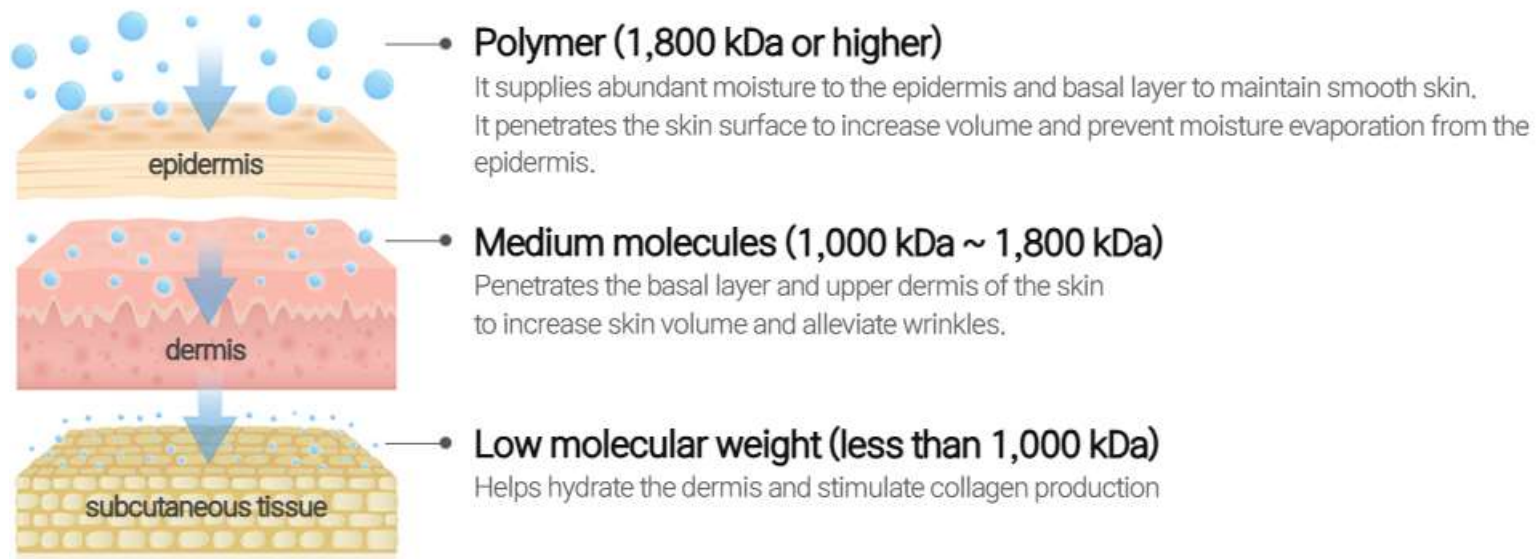 Polymer (1,800 kDa or higher)
It supplies abundant moisture to the epidermis and basal layer to maintain smooth skin.
It penetrates the skin surface to increase volume and prevent moisture evaporation from the
epidermis.
epidermis
Medium molecules (1,000 kDa ~ 1,800 kDa)
Penetrates the basal layer and upper dermis of the skin
to increase skin volume and alleviate wrinkles.
dermis
Low molecular weight (less than 1,000 kDa)
Helps hydrate the dermis and stimulate collagen production
subcutaneous tissue